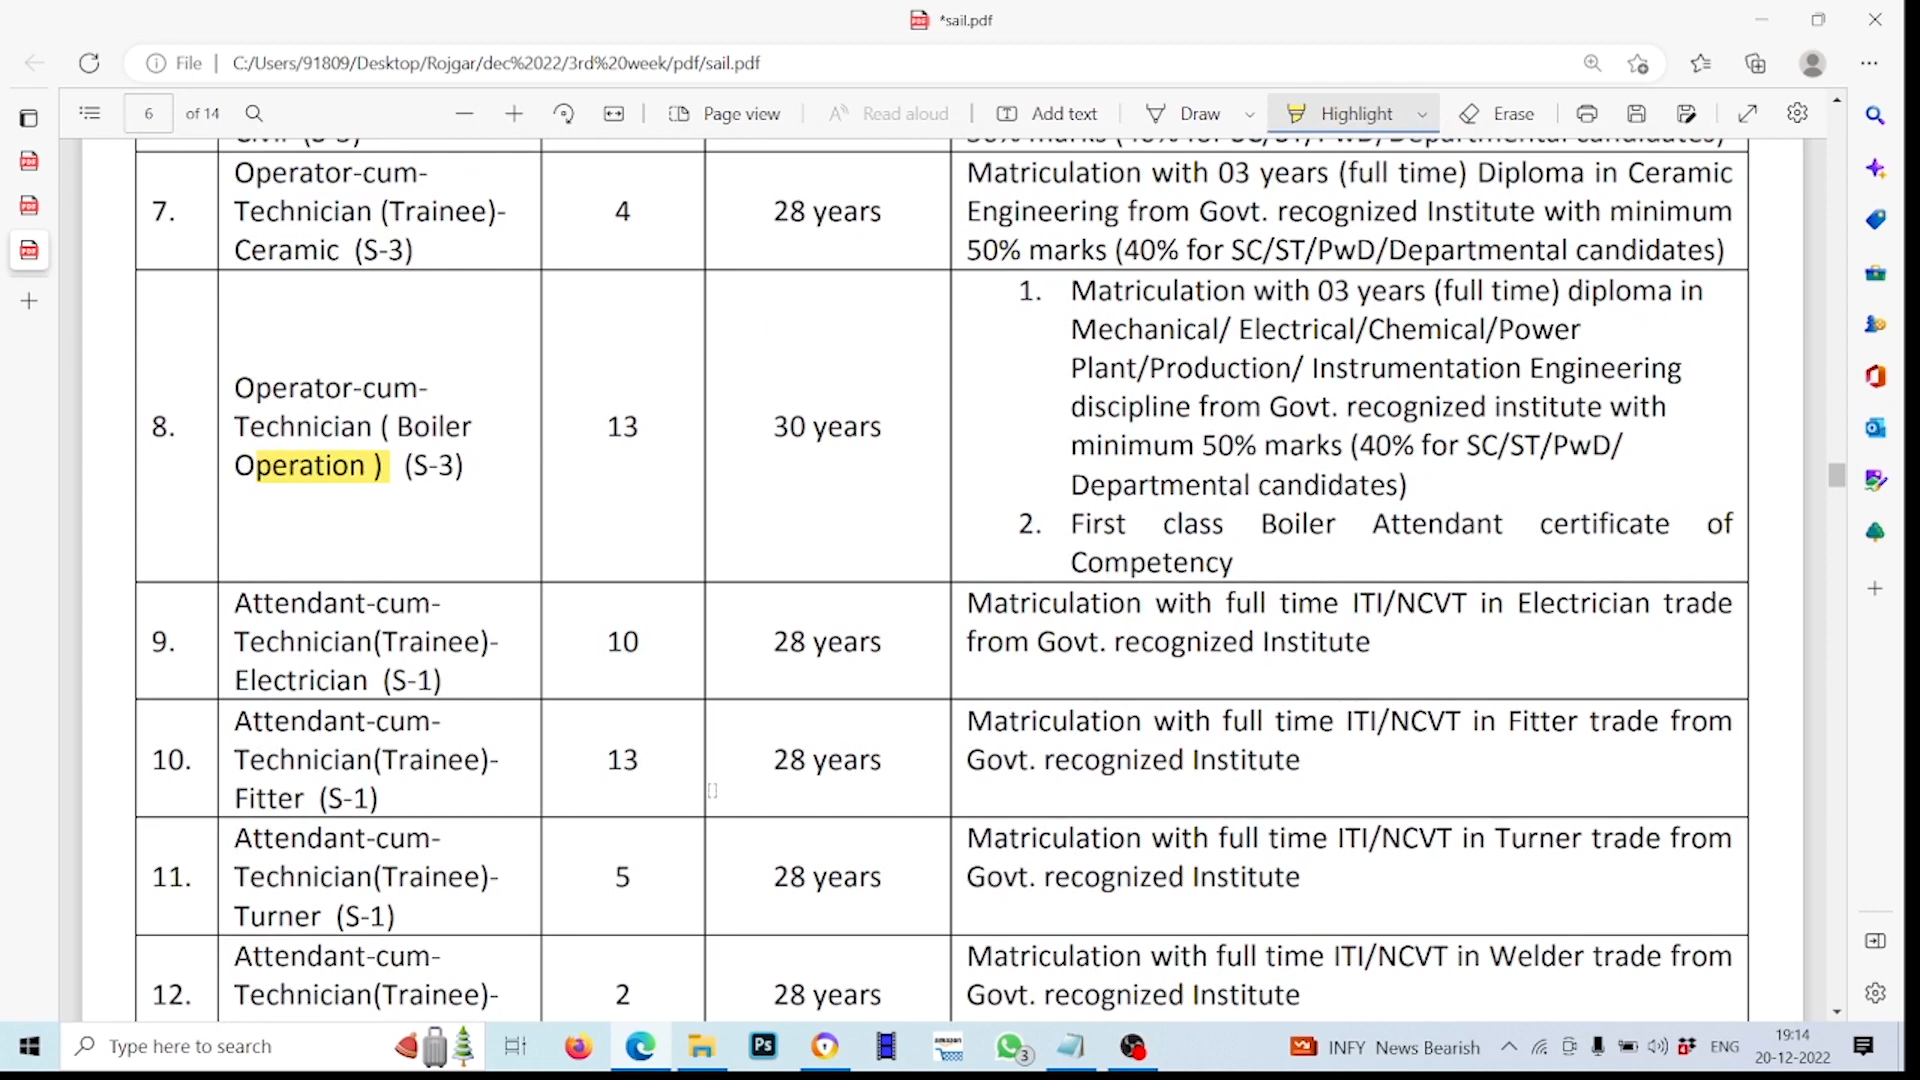 *sail.pdf
File
C:/Users/91809/Desktop/Rojgar/dec%2022/3rd%20week/pdf/sail.pdf
6 of 14
Page view
Read aloud
Add text
Draw
Highlight
Erase
7.
Operator-cum-
Technician (Trainee)-
Ceramic (S-3)
4
28 years
Matriculation with 03 years (full time) Diploma in Ceramic
Engineering from Govt. recognized Institute with minimum
50% marks (40% for SC/ST/PwD/Departmental candidates)
8.
Operator-cum-
Technician ( Boiler
Operation ) (S-3)
13
30 years
1. Matriculation with 03 years (full time) diploma in
Mechanical/ Electrical/Chemical/Power
Plant/Production/ Instrumentation Engineering
discipline from Govt. recognized institute with
minimum 50% marks (40% for SC/ST/PwD/
Departmental candidates)
2. First class Boiler Attendant certificate of
Competency
9.
Attendant-cum-
Technician(Trainee)-
Electrician (S-1)
10
28 years
Matriculation with full time ITI/NCVT in Electrician trade
from Govt. recognized Institute
10.
Attendant-cum-
Technician(Trainee)-
Fitter (S-1)
13
28 years
Matriculation with full time ITI/NCVT in Fitter trade from
Govt. recognized Institute
11.
Attendant-cum-
Technician(Trainee)-
Turner (S-1)
5
28 years
Matriculation with full time ITI/NCVT in Turner trade from
Govt. recognized Institute
12.
Attendant-cum-
Technician(Trainee)-
2
28 years
Matriculation with full time ITI/NCVT in Welder trade from
Govt. recognized Institute
Type here to search
Ps
amazon
3
INFY News Bearish
ENG
19:14
20-12-2022